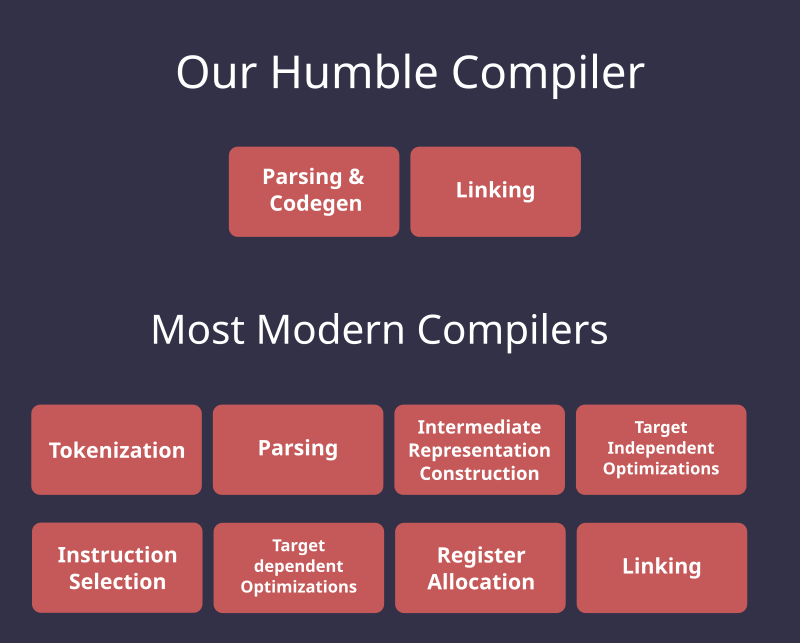 Our Humble Compiler
Parsing &
Codegen
Linking
Most Modern Compilers
Tokenization
Parsing
Intermediate
Representation
Construction
Target
Independent
Optimizations
Instruction
Selection
Target
dependent
Optimizations
Register
Allocation
Linking